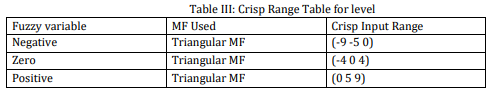 Table III: Crisp Range Table for level
Fuzzy variable MF Used Crisp Input Range
Negative Triangular MF (-9 -5 0)
Zero Triangular MF (-4 0 4)
Positive Triangular MF (0 5 9)